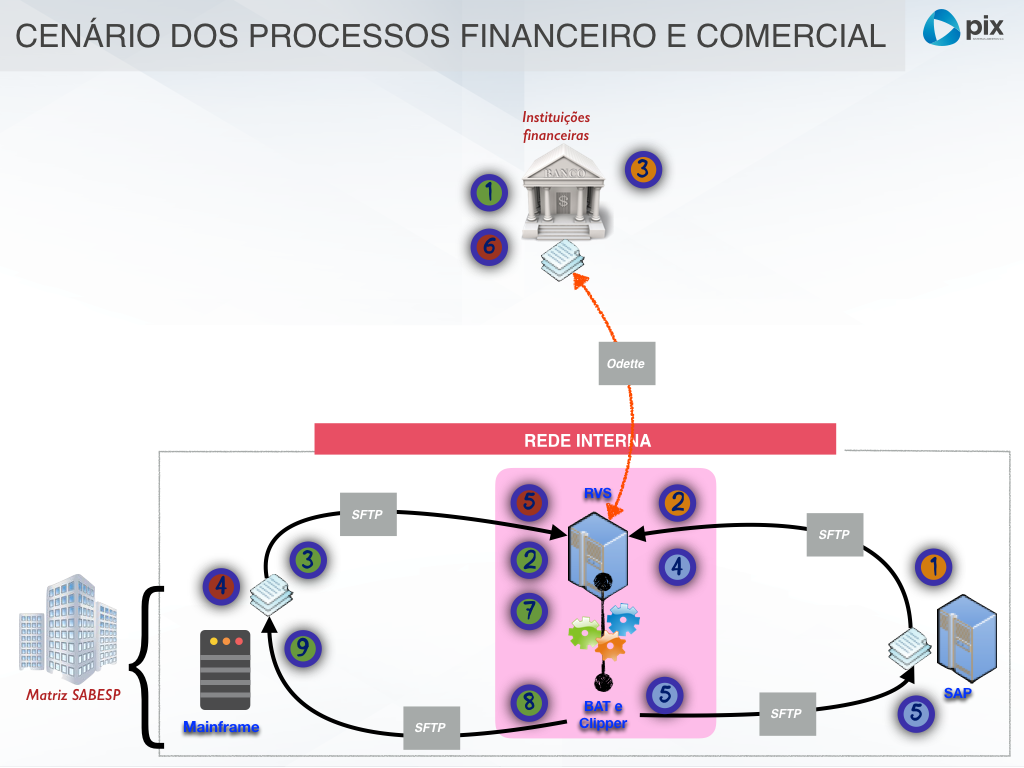 CENÁRIO DOS PROCESSOS FINANCEIRO E COMERCIAL
pix
Instituições
financeiras
BANCO
$
3
1
6
Odette
REDE INTERNA
RVS
5
2
SFTP
SFTP
3
2
4
1
4
7
9
Matriz SABESP
SAP
8
BAT e
Clipper
5
SFTP
5
Mainframe
SFTP